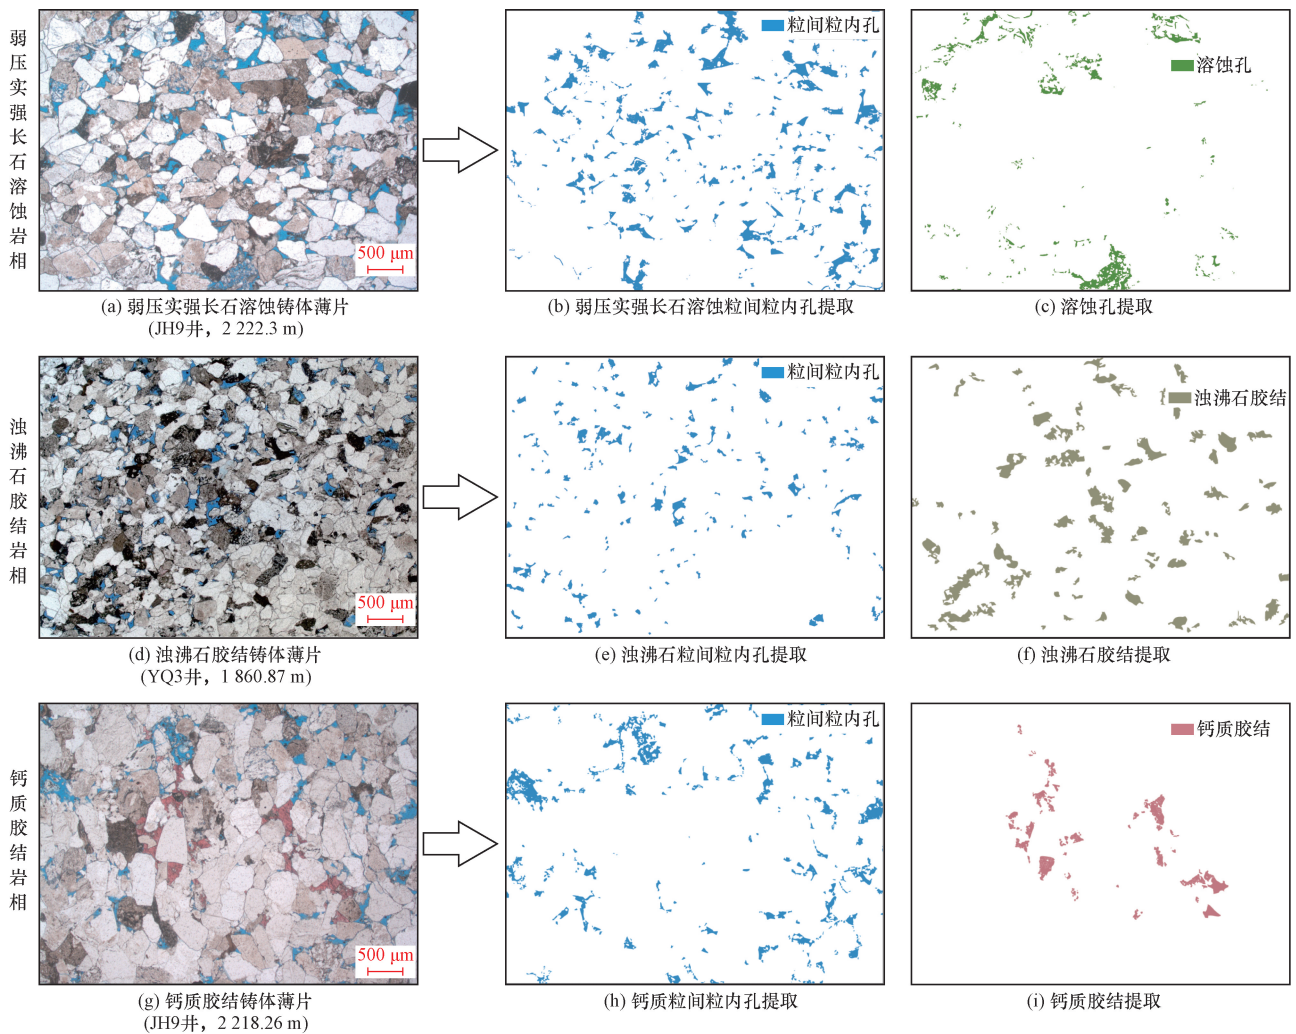 弱压实强长石溶蚀岩相
500 μm
粒间粒内孔
溶蚀孔
(a) 弱压实强长石溶蚀铸体薄片
(JH9井，2 222.3 m)
(b) 弱压实强长石溶蚀粒间粒内孔提取
(c) 溶蚀孔提取
浊沸石胶结岩相
500 μm
粒间粒内孔
浊沸石胶结
(d) 浊沸石胶结铸体薄片
(YQ3井，1 860.87 m)
(e) 浊沸石粒间粒内孔提取
(f) 浊沸石胶结提取
钙质胶结岩相
500 μm
粒间粒内孔
钙质胶结
(g) 钙质胶结铸体薄片
(JH9井，2 218.26 m)
(h) 钙质粒间粒内孔提取
(i) 钙质胶结提取